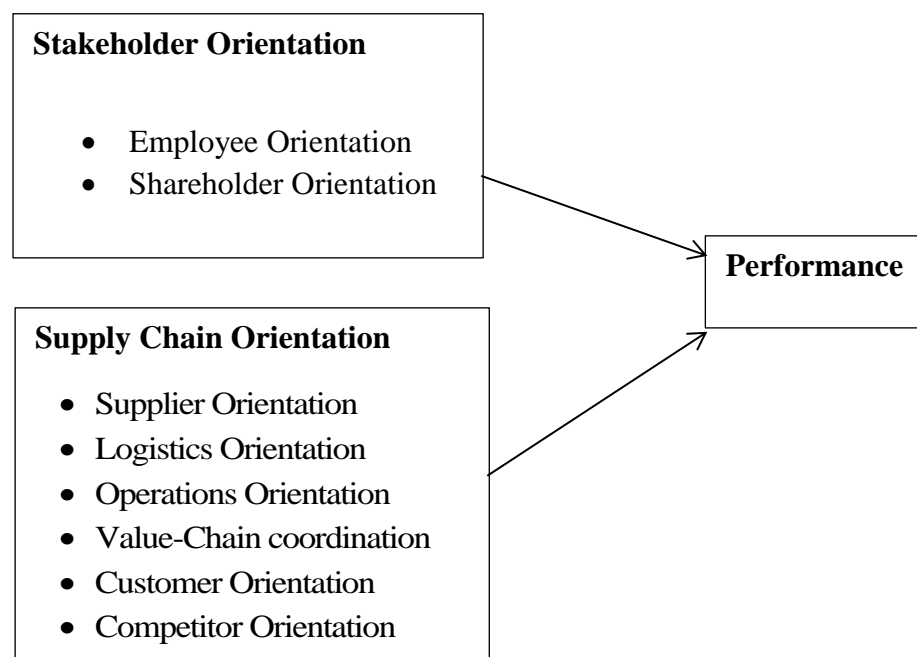 Stakeholder Orientation
• Employee Orientation
• Shareholder Orientation
Performance
Supply Chain Orientation
• Supplier Orientation
• Logistics Orientation
• Operations Orientation
• Value-Chain coordination
• Customer Orientation
• Competitor Orientation